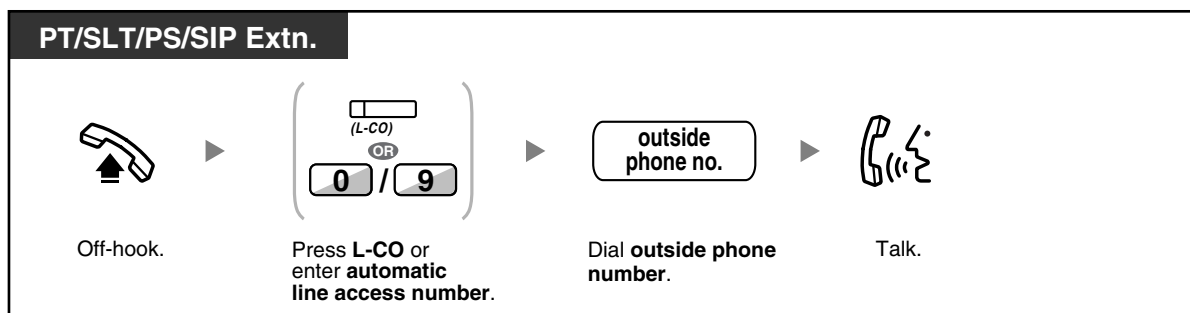 PT/SLT/PS/SIP Extn.
(L-CO)
OR
0 / 9
outside
phone no.
Off-hook.
Press L-CO or
enter automatic
line access number.
Dial outside phone
number.
Talk.